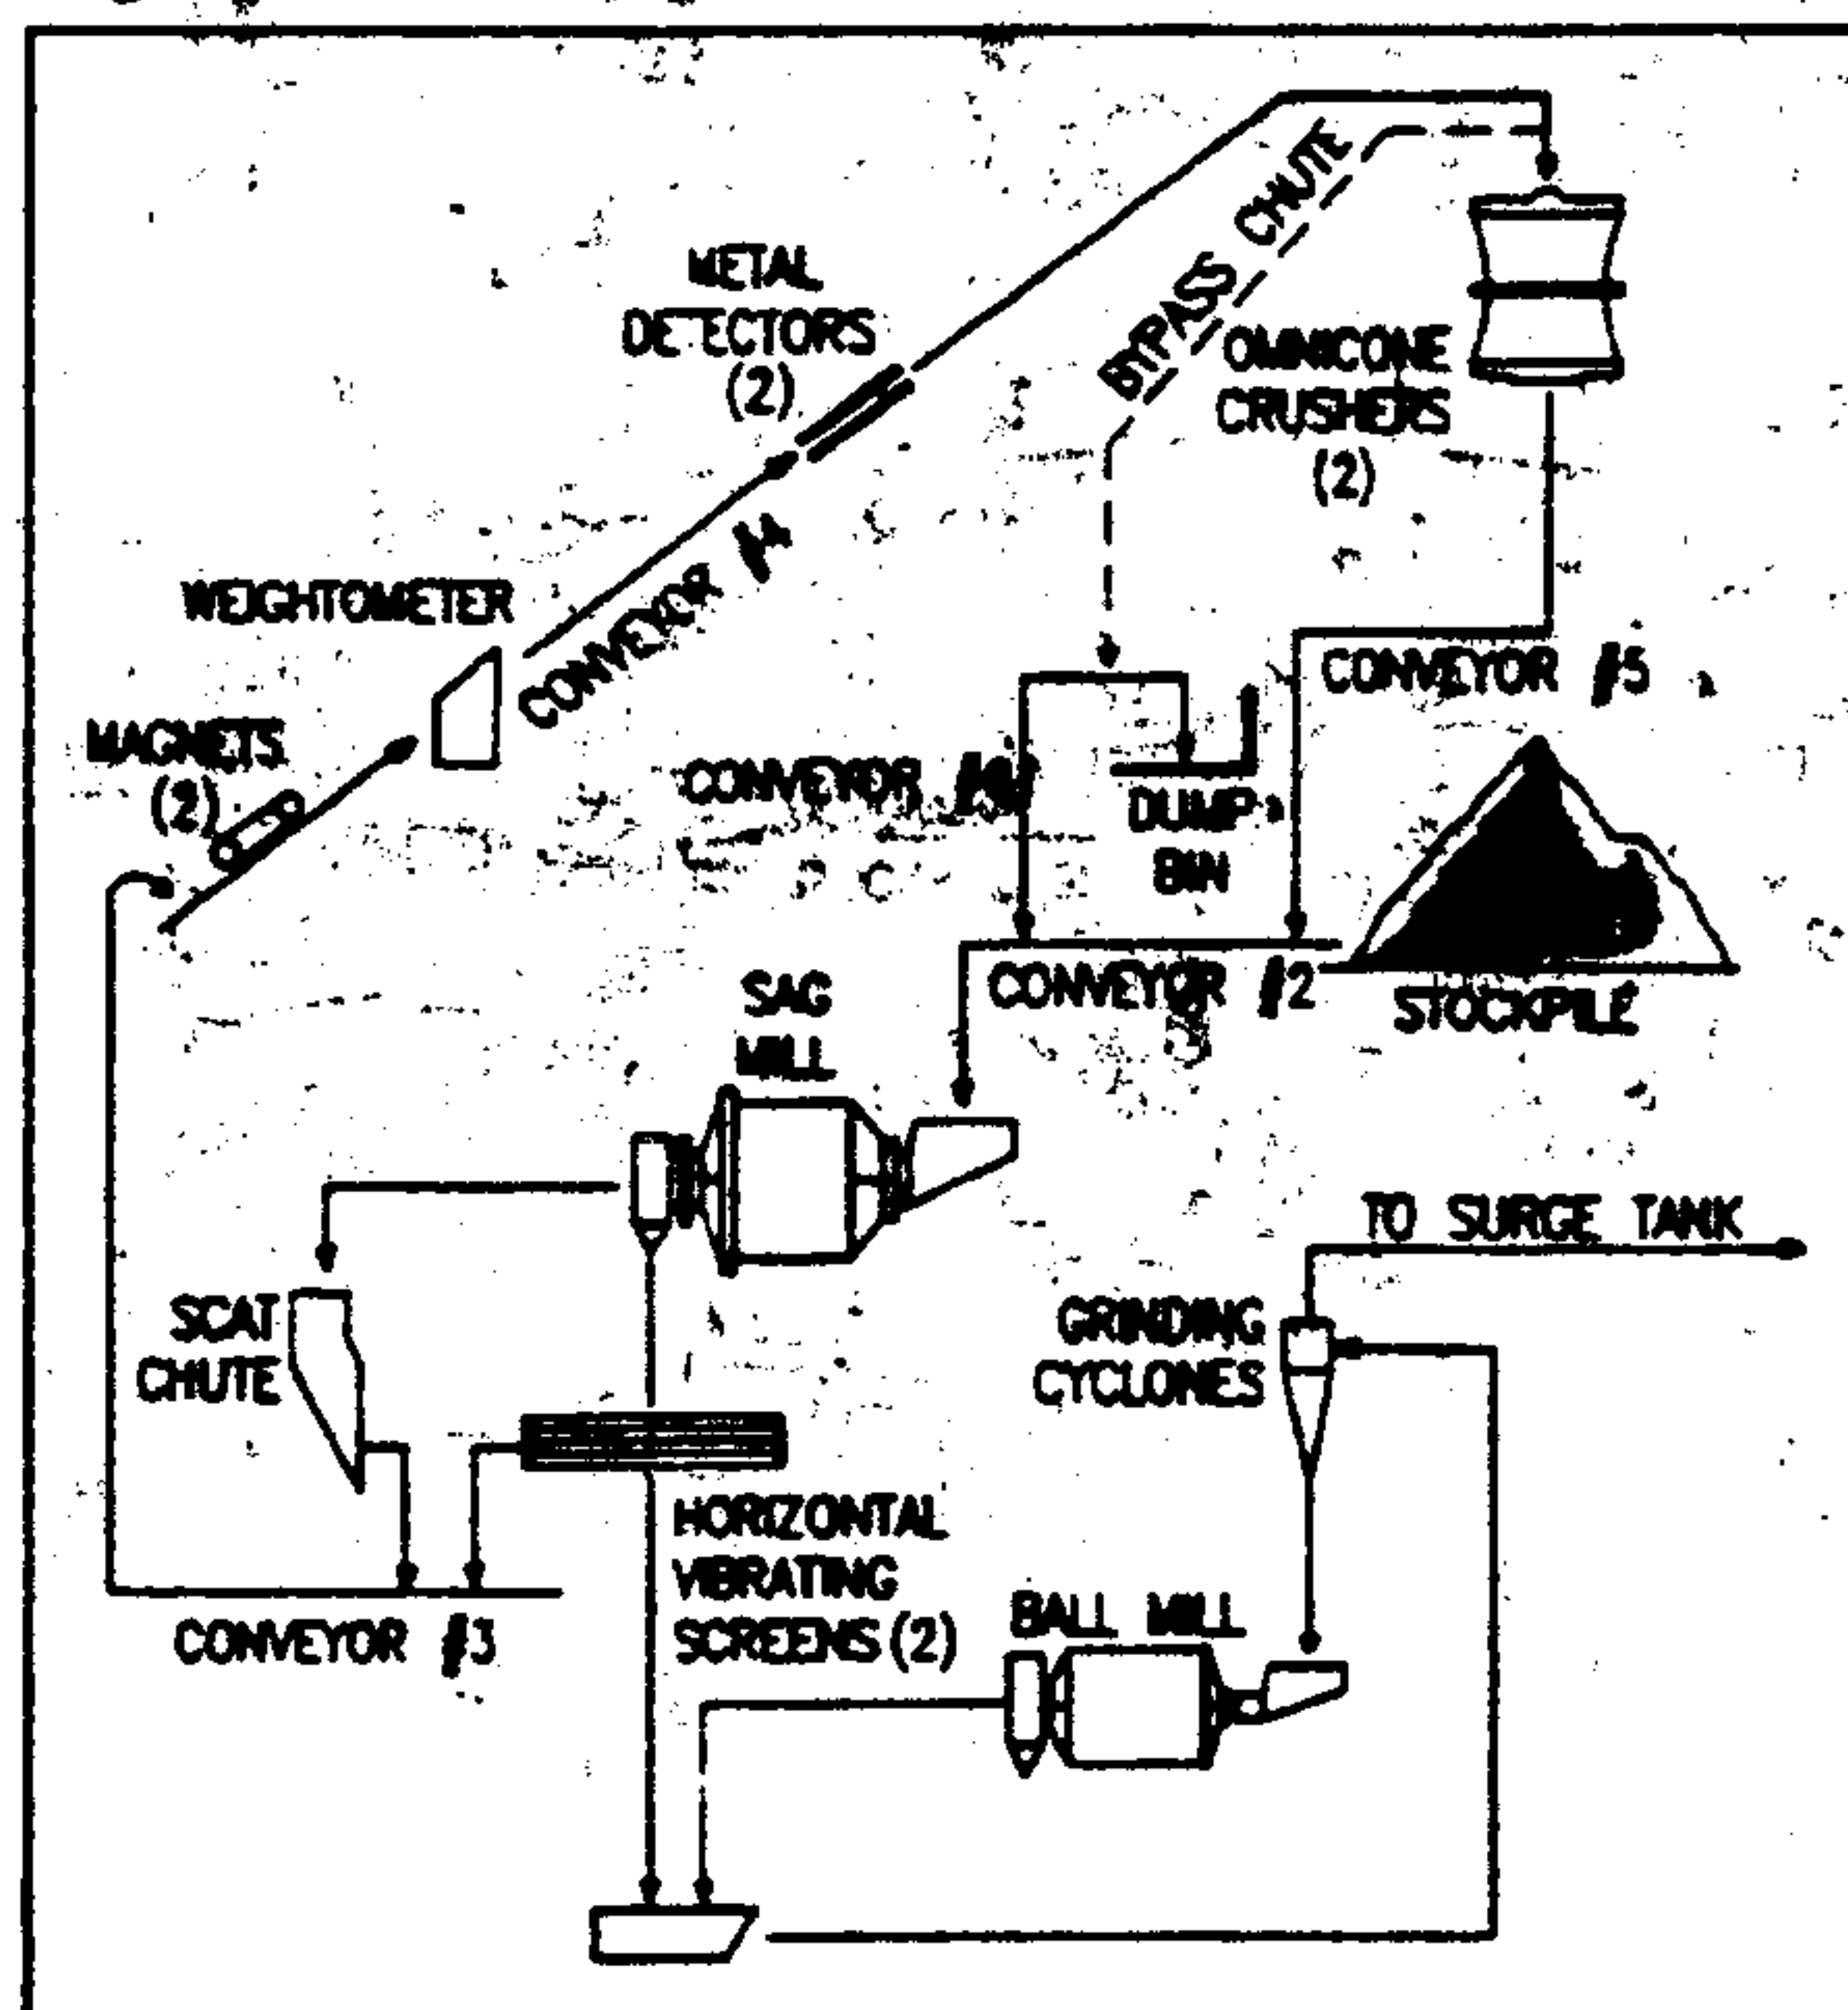 METAL
DETECTORS
(2)
BYPASS CHUTE
OMNICONE
CRUSHERS
(2)
WEIGHTOMETER
CONVEYOR
MAGNETS
(2)
CONVEYOR #5
CONVEYOR
DUMP
BIN
CONVEYOR #2
STOCKPILE
SAG
MILL
TO SURGE TANK
SCAT
CHUTE
GRINDING
CYCLONES
HORIZONTAL
VIBRATING
SCREENS (2)
BALL MILL
CONVEYOR #3